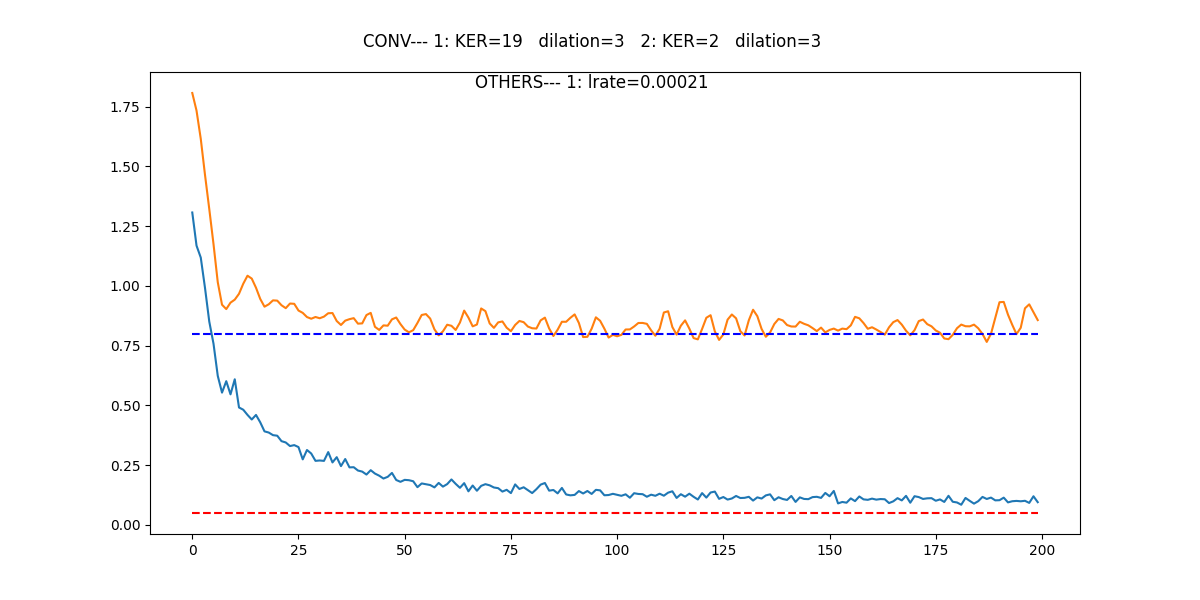 CONV--- 1: KER=19   dilation=3   2: KER=2   dilation=3
OTHERS--- 1: lrate=0.00021
1.75
1.50
1.25
1.00
0.75
0.50
0.25
0.00
0 25 50 75 100 125 150 175 200